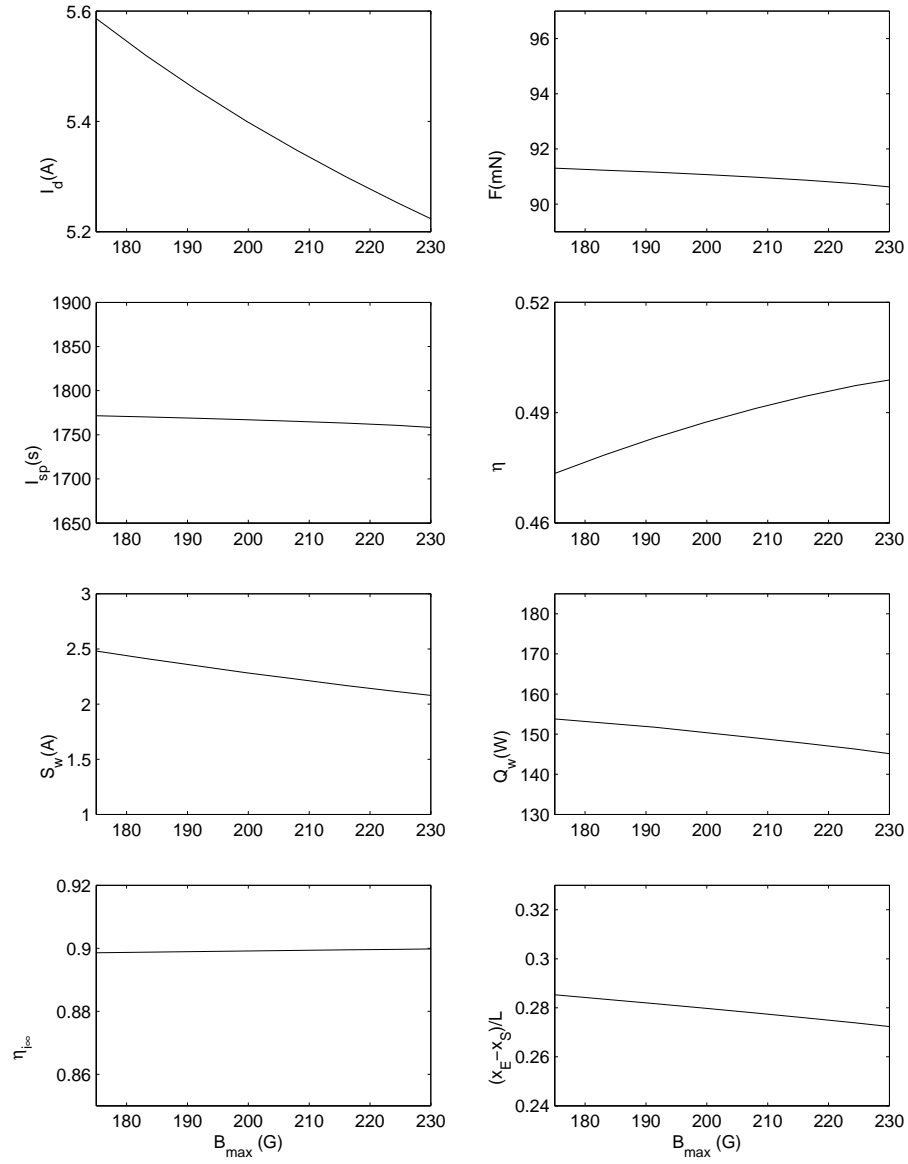 5.6
5.4
5.2
I_d(A)
180 190 200 210 220 230
96
94
92
90
F(mN)
180 190 200 210 220 230
1900
1850
1800
1750
1700
1650
I_sp(s)
180 190 200 210 220 230
0.52
0.49
0.46
η
180 190 200 210 220 230
3
2.5
2
1.5
1
S_w(A)
180 190 200 210 220 230
180
170
160
150
140
130
Q_w(W)
180 190 200 210 220 230
0.92
0.9
0.88
0.86
η_i∞
180 190 200 210 220 230
B_max (G)
0.32
0.3
0.28
0.26
0.24
(x_E−x_S)/L
180 190 200 210 220 230
B_max (G)